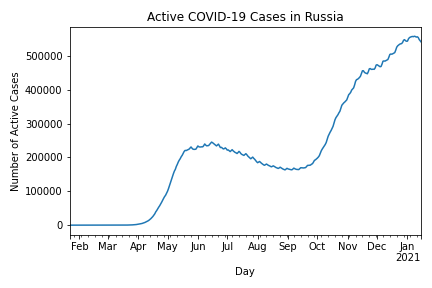 Active COVID-19 Cases in Russia
Number of Active Cases
500000
400000
300000
200000
100000
0
Feb Mar Apr May Jun Jul Aug Sep Oct Nov Dec Jan
2021
Day